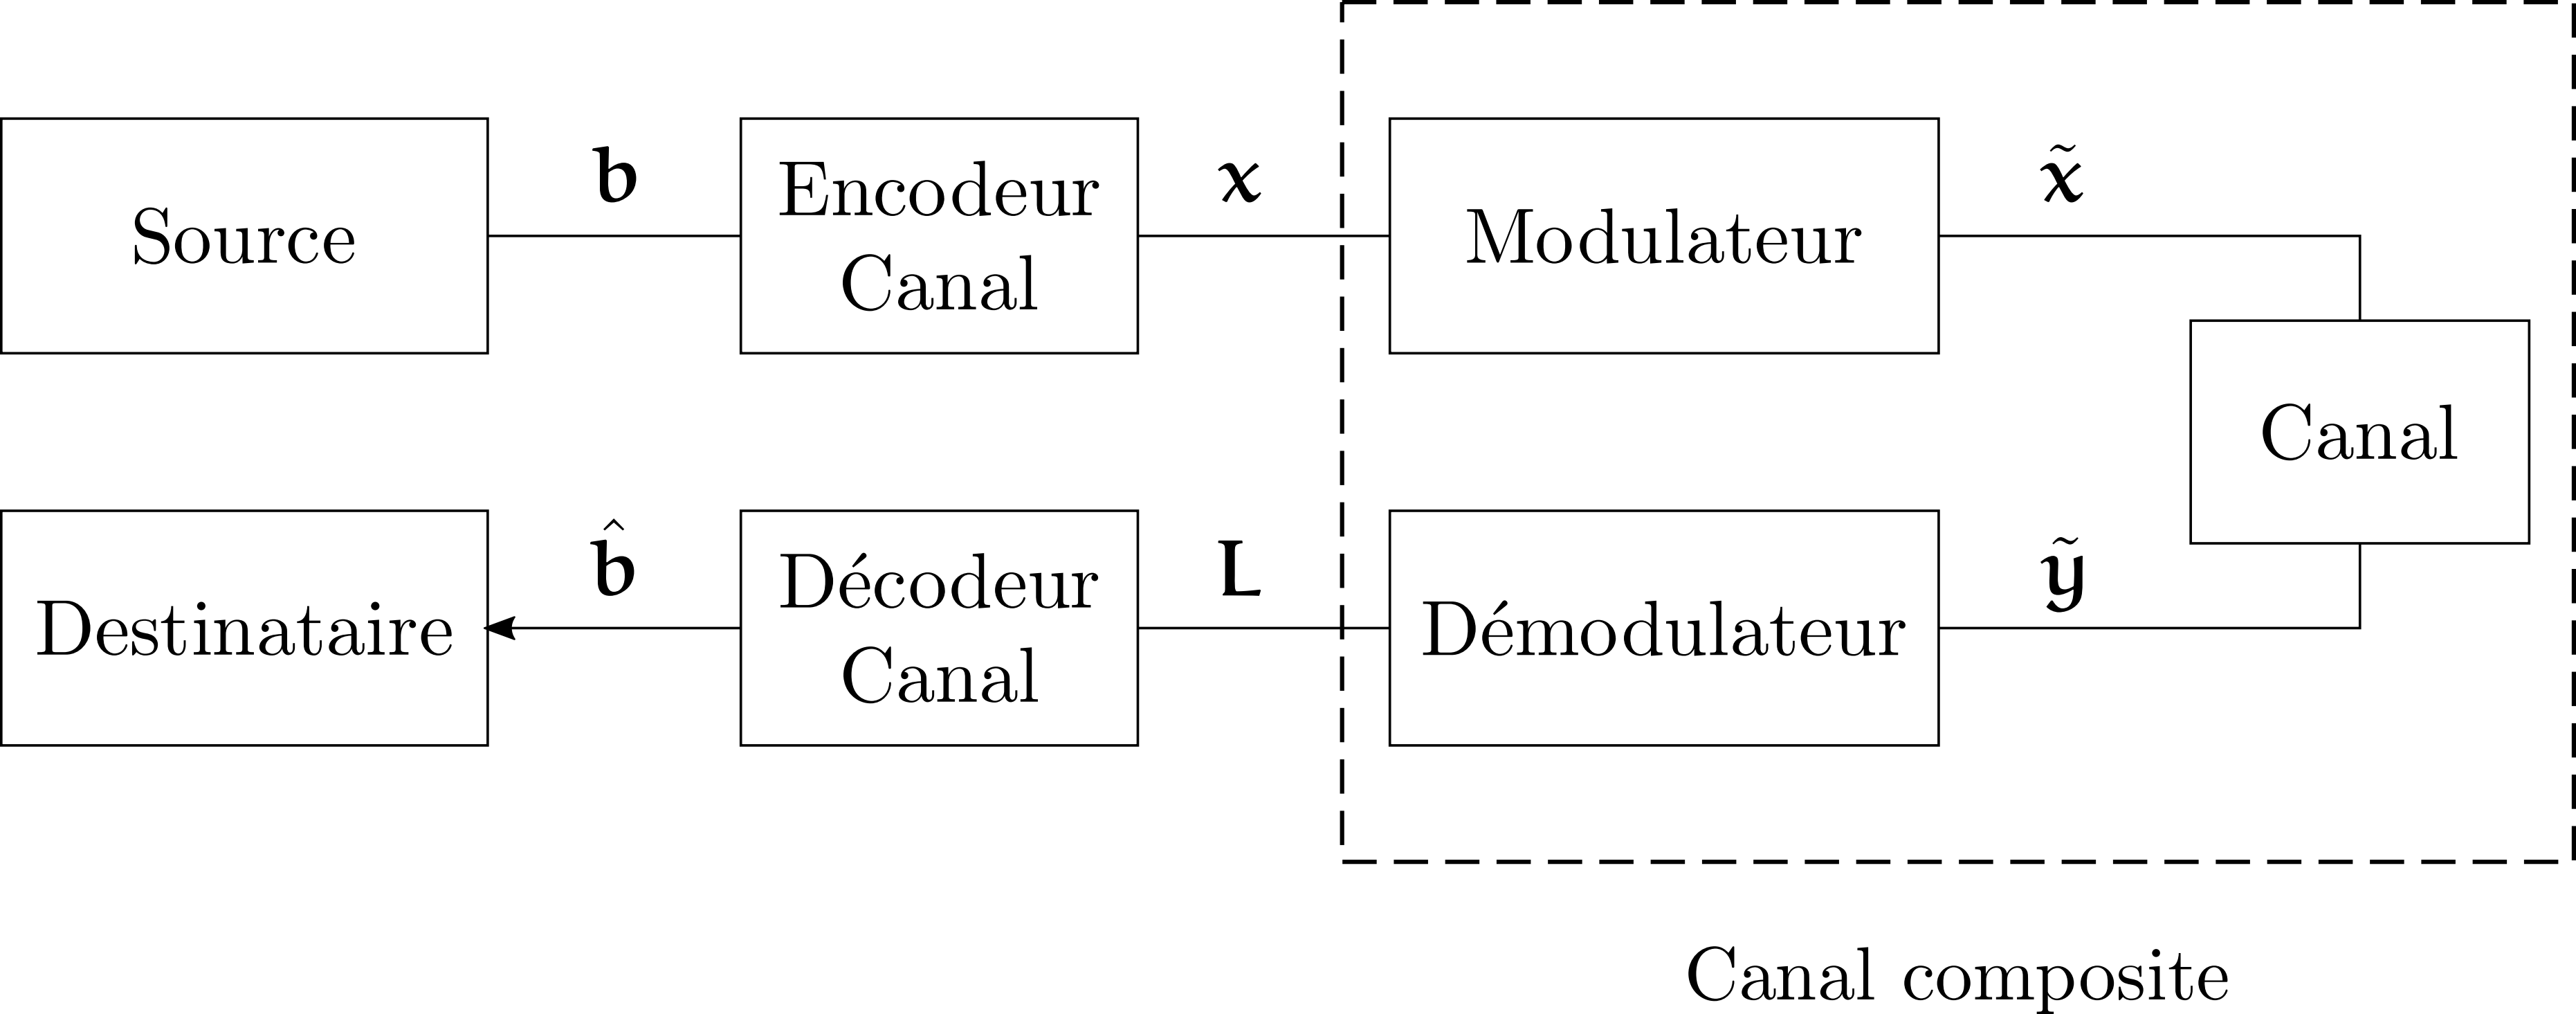 Source
b
Encodeur
Canal
x
Modulateur
x̃
Canal
Destinataire
b̂
Décodeur
Canal
L
Démodulateur
ỹ
Canal composite